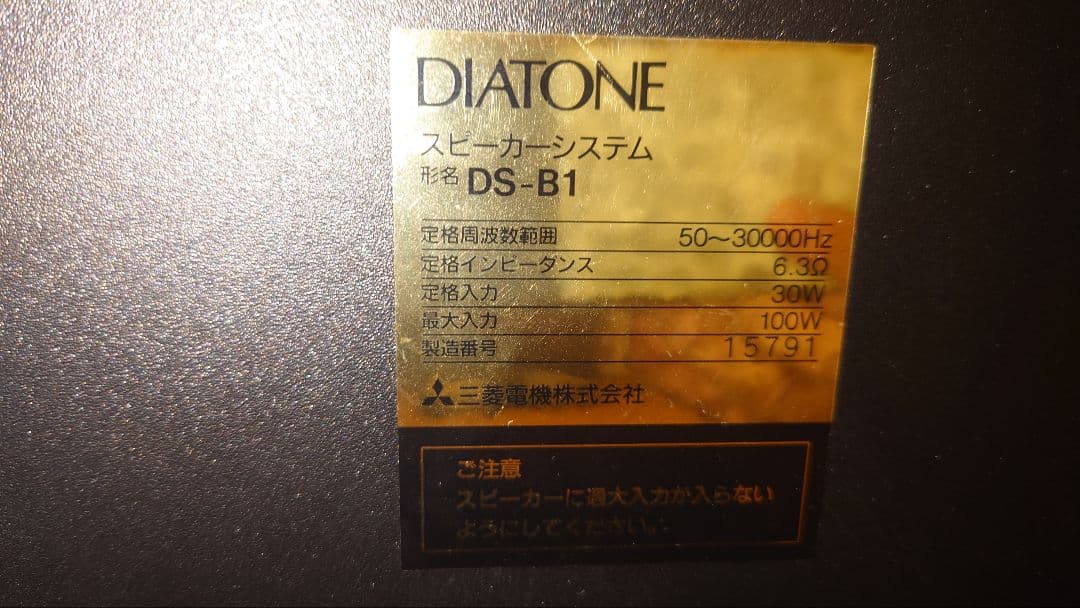 DIATONE
スピーカーシステム
形名 DS-B1
定格周波数範囲 50～30000Hz
定格インピーダンス 6.3Ω
定格入力 30W
最大入力 100W
製造番号 15791
三菱電機株式会社
ご注意
スピーカーに過大入力が入らない
ようにしてください。